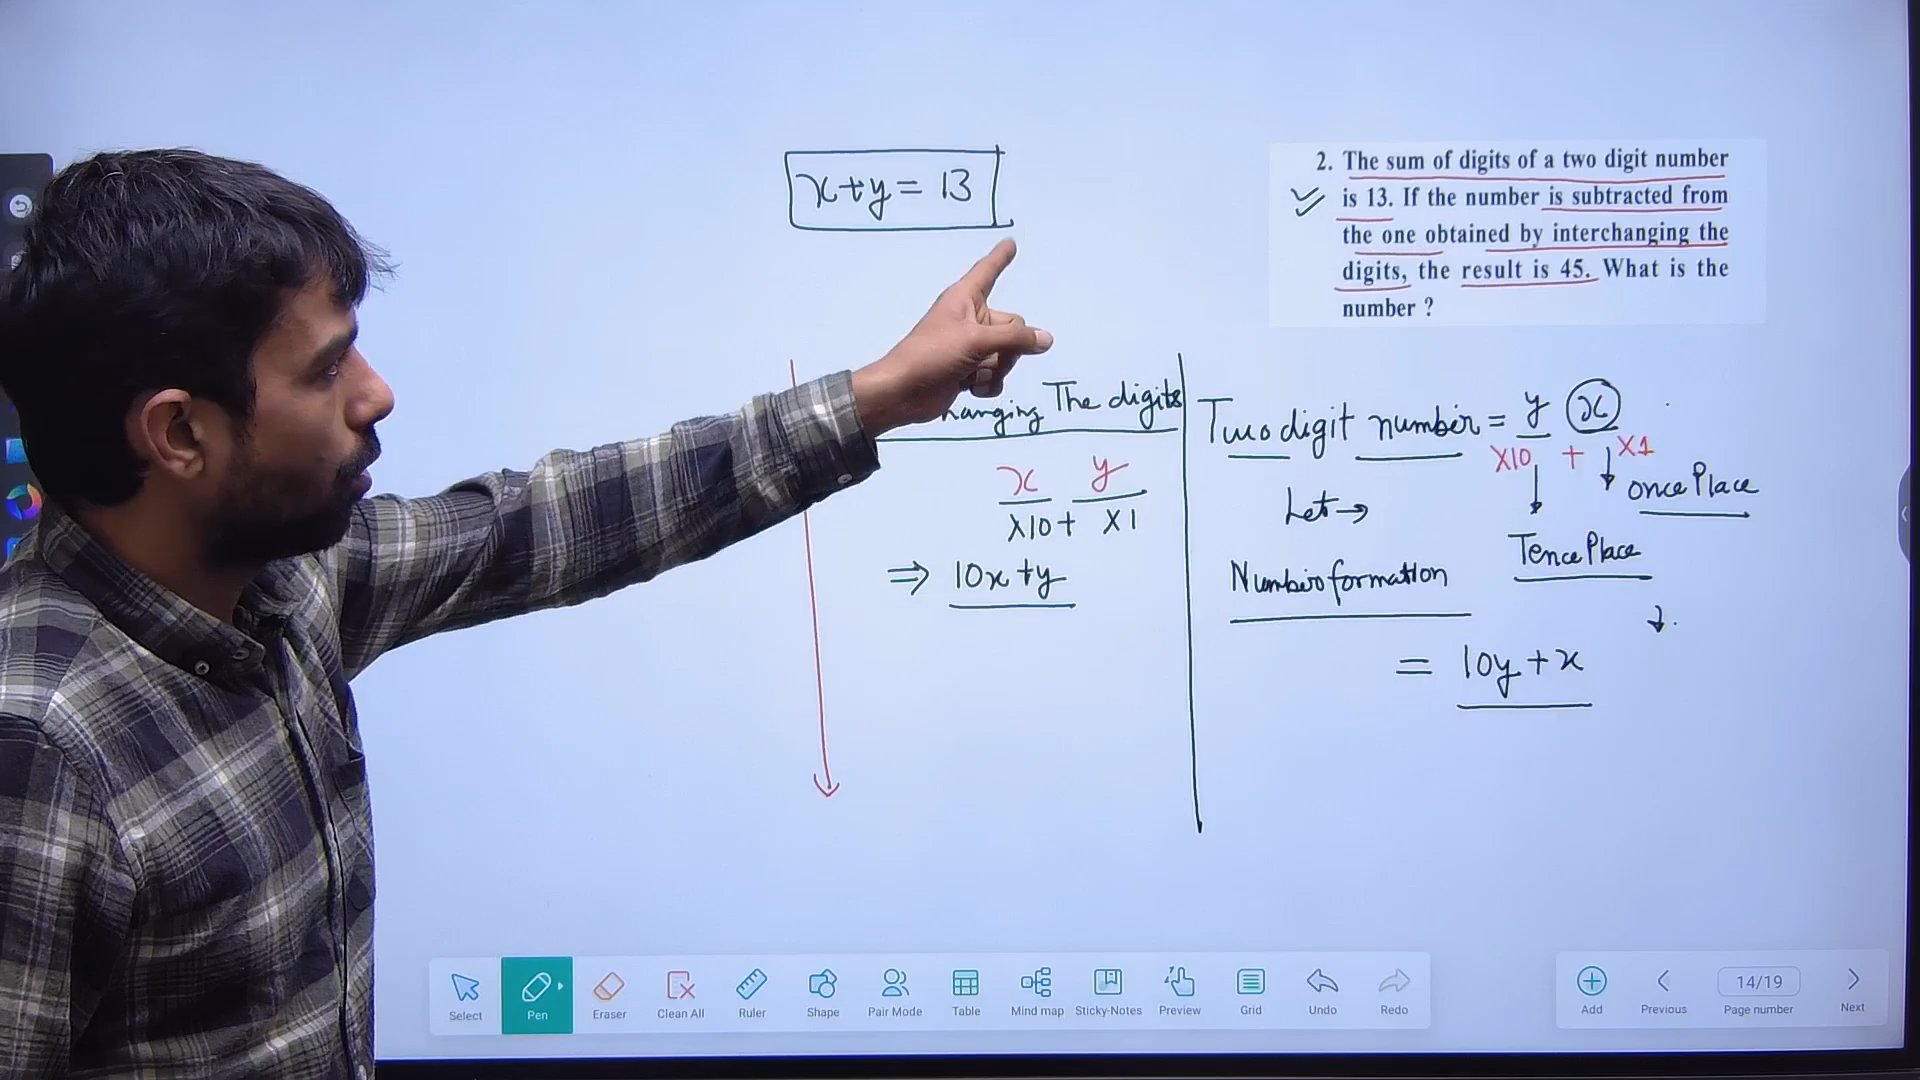 x+y = 13
2. The sum of digits of a two digit number
is 13. If the number is subtracted from
the one obtained by interchanging the
digits, the result is 45. What is the
number ?
hanging The digits
x y
X10 + X1
⇒ 10x+y
Two digit number = y x
X10 + X1
once Place
Let →
Tence Place
Number formation
= 10y + x
Select
Pen
Eraser
Clean All
Ruler
Shape
Pair Mode
Table
Mind map
Sticky-Notes
Preview
Grid
Undo
Redo
Add
Previous
14/19
Page number
Next